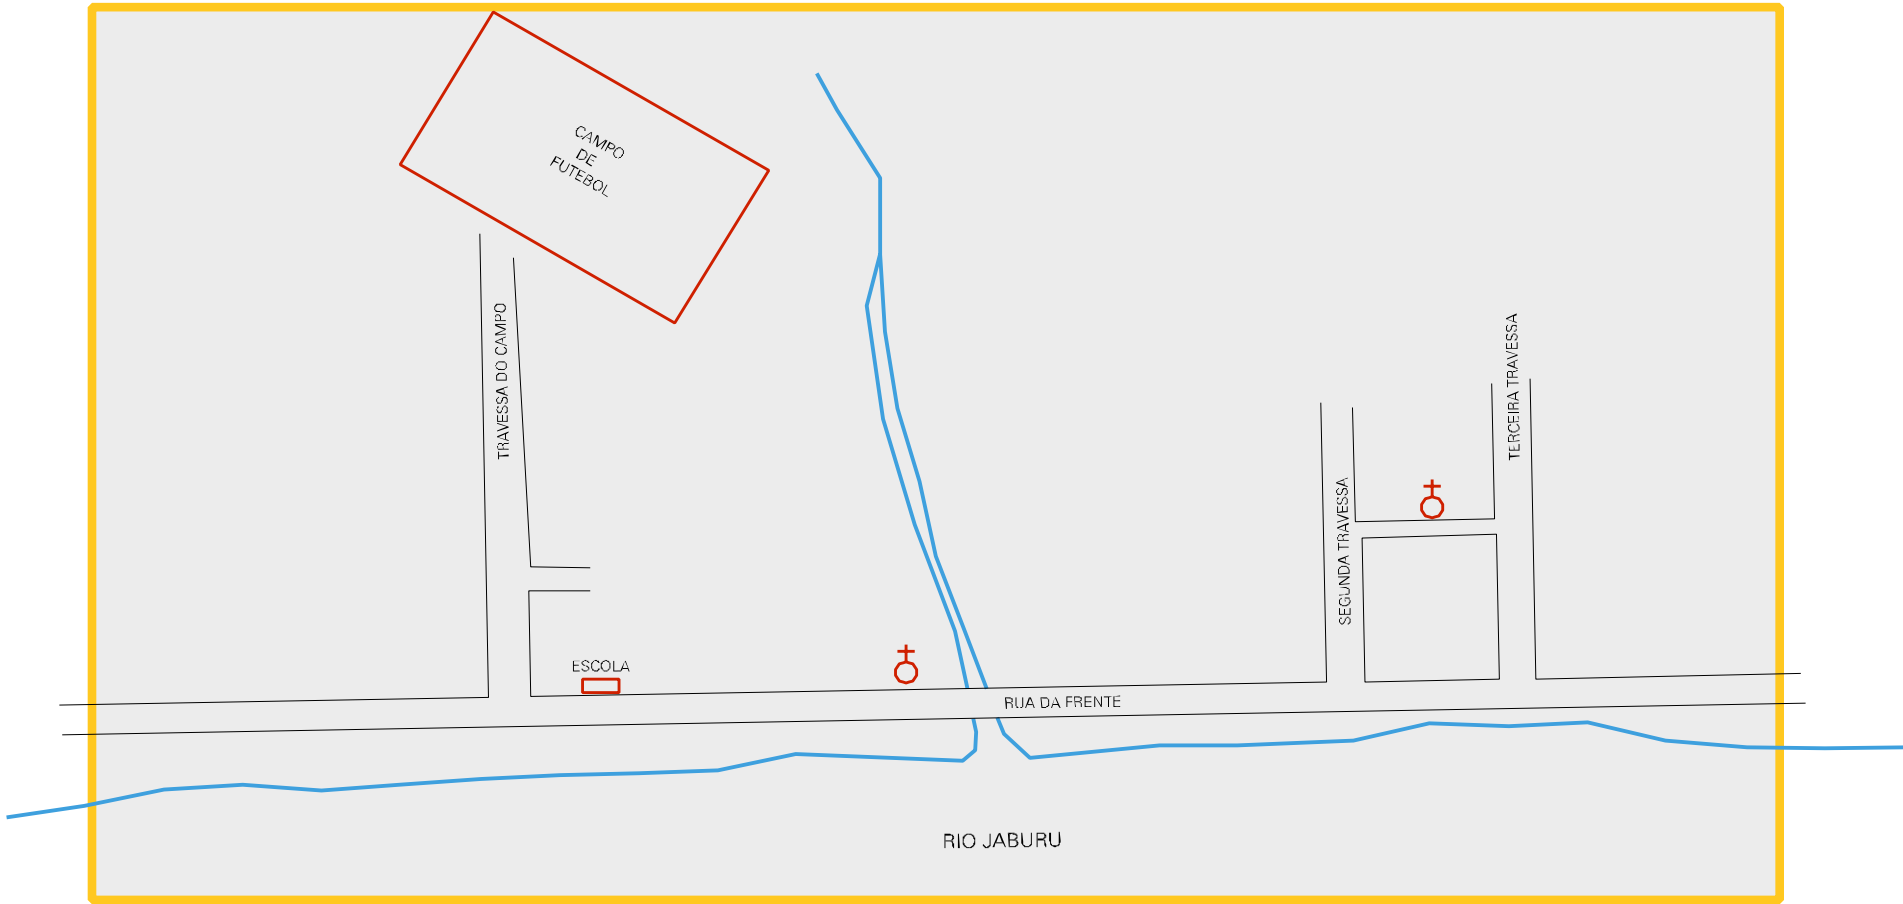 CAMPO
DE
FUTEBOL
TRAVESSA DO CAMPO
TERCEIRA TRAVESSA
SEGUNDA TRAVESSA
ESCOLA
RUA DA FRENTE
RIO JABURU